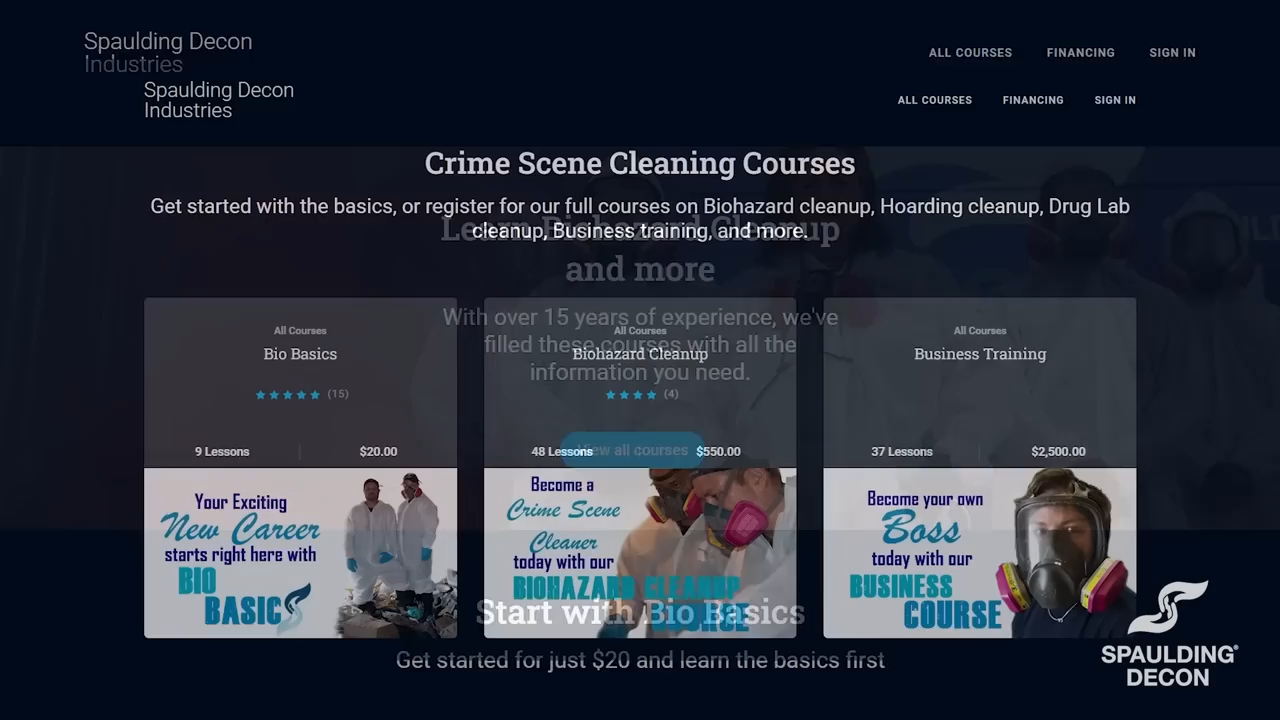 Spaulding Decon
Industries
ALL COURSES FINANCING SIGN IN
Spaulding Decon
Industries
ALL COURSES FINANCING SIGN IN
Crime Scene Cleaning Courses
Get started with the basics, or register for our full courses on Biohazard cleanup, Hoarding cleanup, Drug Lab
cleanup, Business training, and more.
Learn Biohazard Cleanup
and more
With over 15 years of experience, we've
filled these courses with all the
information you need.
View all courses
All Courses
Bio Basics
(15)
9 Lessons $20.00
Your Exciting
New Career
starts right here with
BIO
BASICS
All Courses
Biohazard Cleanup
(4)
48 Lessons $550.00
Become a
Crime Scene
Cleaner
today with our
BIOHAZARD CLEANUP
COURSE
All Courses
Business Training
37 Lessons $2,500.00
Become your own
Boss
today with our
BUSINESS
COURSE
Start with Bio Basics
Get started for just $20 and learn the basics first
SPAULDING®
DECON